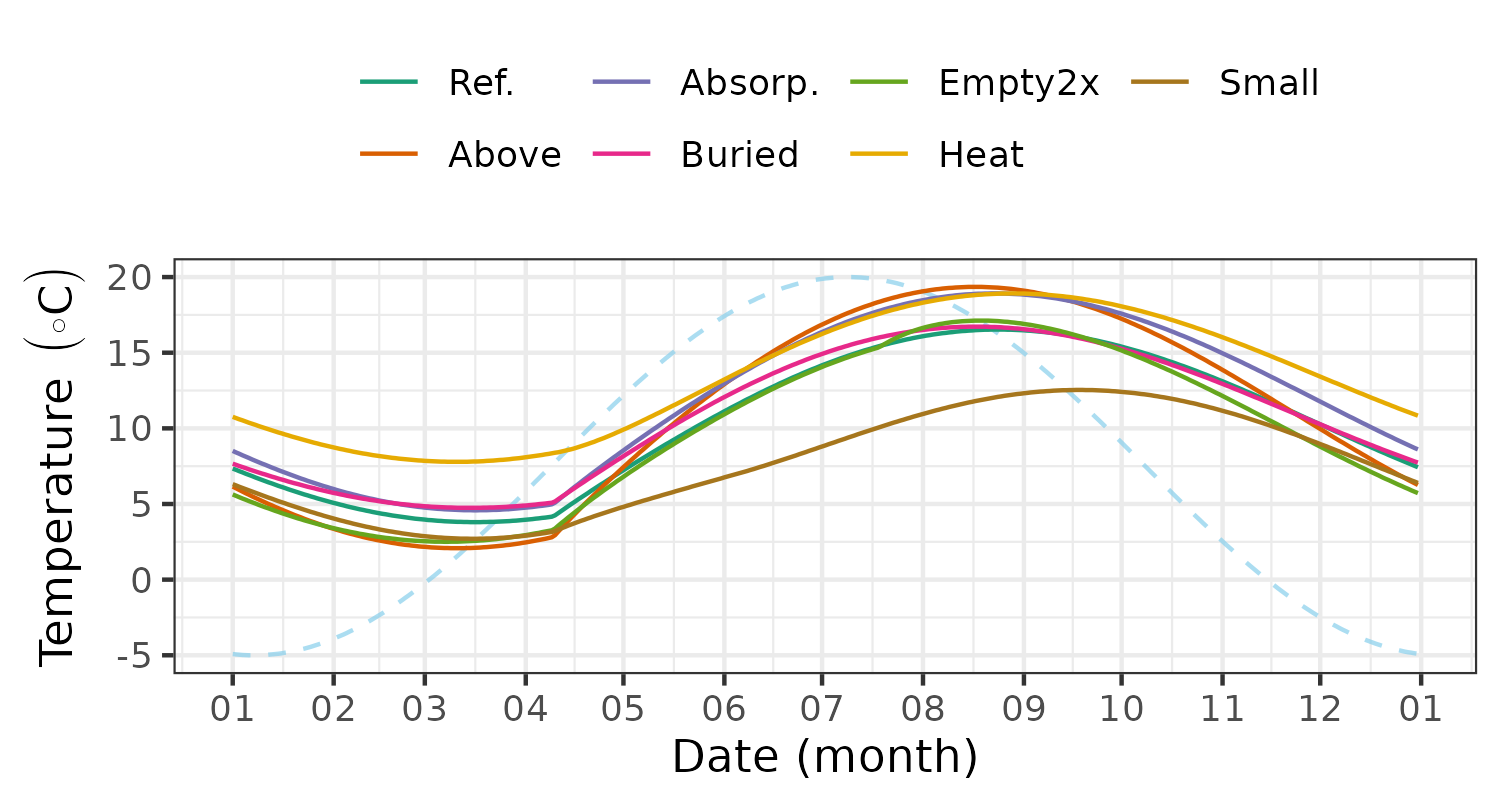 Ref. Absorp. Empty2x Small
Above Buried Heat
Temperature (∘C)
20
15
10
5
0
-5
01 02 03 04 05 06 07 08 09 10 11 12 01
Date (month)